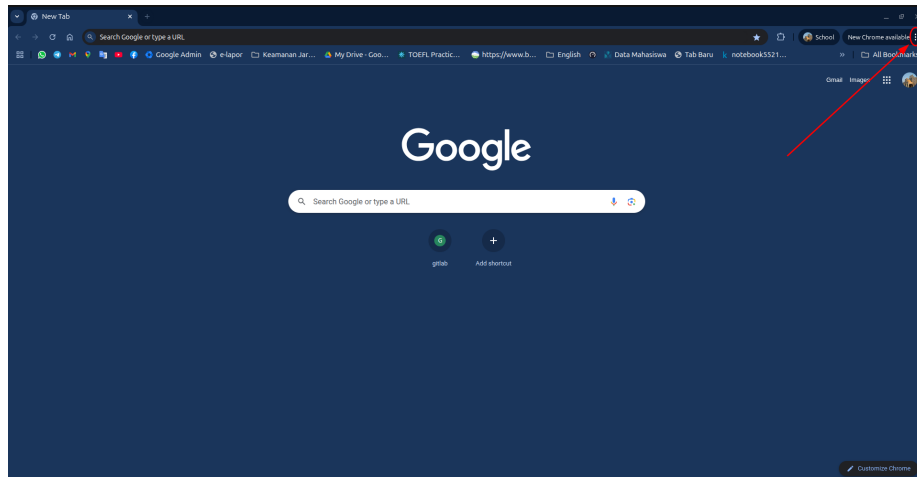 New Tab
Search Google or type a URL
School
New Chrome available
Google Admin
e-lapor
Keamanan Jar...
My Drive - Goo...
TOEFL Practic...
https://www.b...
English
Data Mahasiswa
Tab Baru
notebook5521...
All Bookmarks
Gmail
Images
Google
Search Google or type a URL
G
gitlab
Add shortcut
Customize Chrome